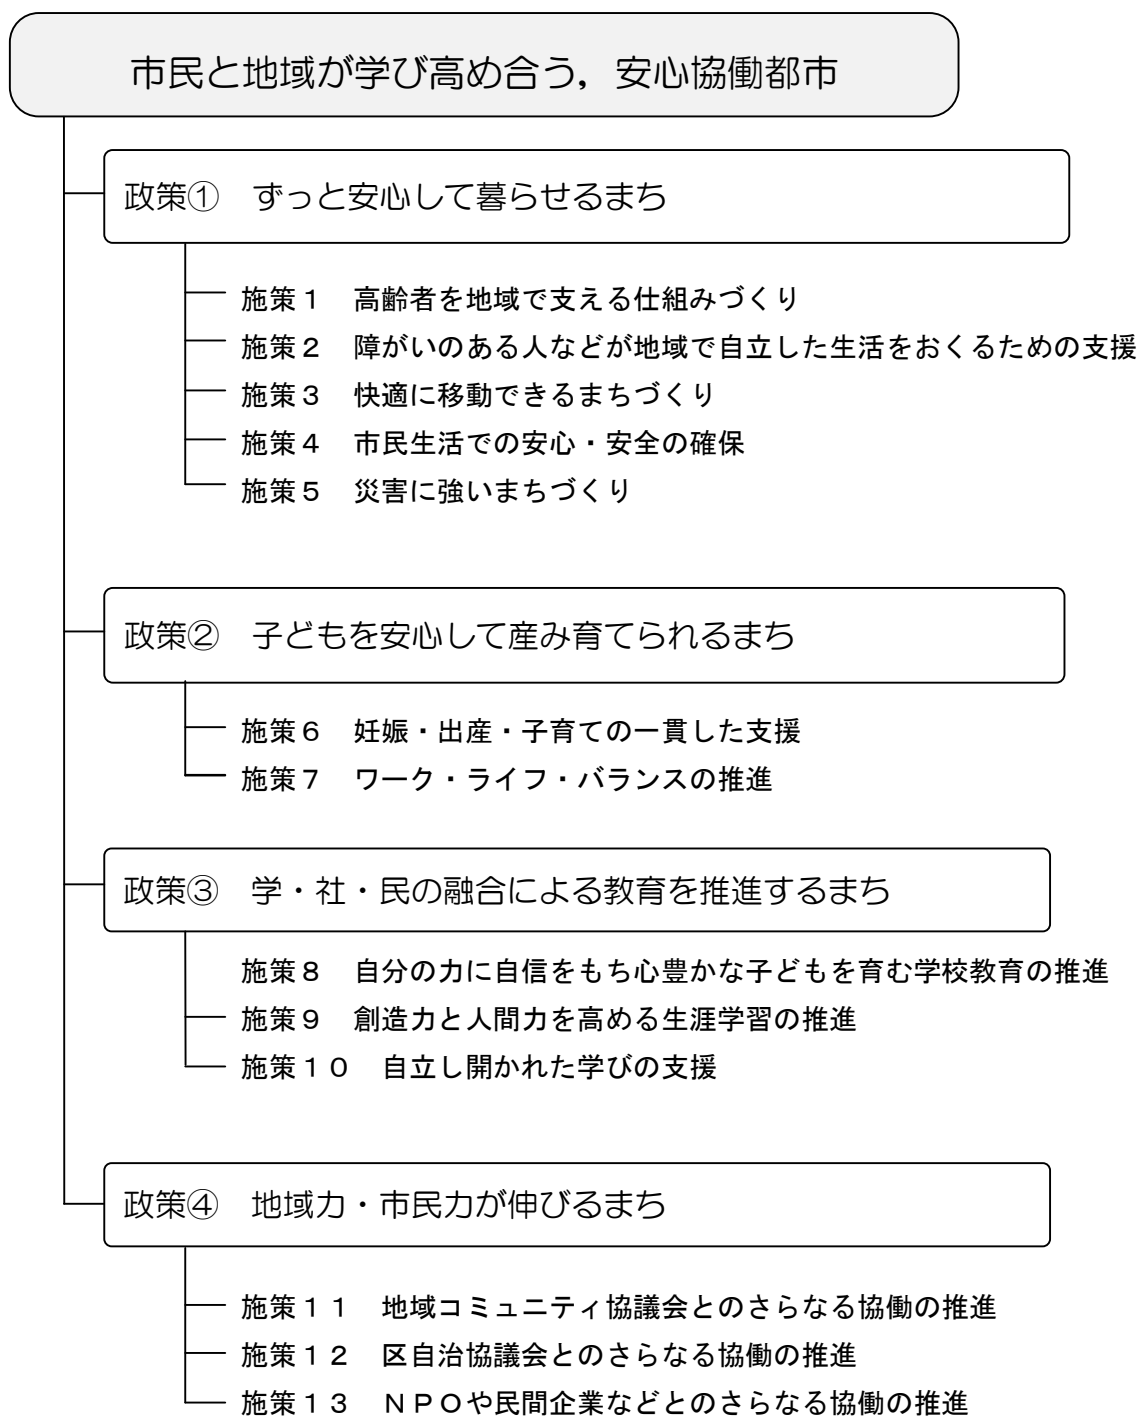 市民と地域が学び高め合う，安心協働都市
政策①　ずっと安心して暮らせるまち
施策１　高齢者を地域で支える仕組みづくり
施策２　障がいのある人などが地域で自立した生活をおくるための支援
施策３　快適に移動できるまちづくり
施策４　市民生活での安心・安全の確保
施策５　災害に強いまちづくり
政策②　子どもを安心して産み育てられるまち
施策６　妊娠・出産・子育ての一貫した支援
施策７　ワーク・ライフ・バランスの推進
政策③　学・社・民の融合による教育を推進するまち
施策８　自分の力に自信をもち心豊かな子どもを育む学校教育の推進
施策９　創造力と人間力を高める生涯学習の推進
施策１０　自立し開かれた学びの支援
政策④　地域力・市民力が伸びるまち
施策１１　地域コミュニティ協議会とのさらなる協働の推進
施策１２　区自治協議会とのさらなる協働の推進
施策１３　ＮＰＯや民間企業などとのさらなる協働の推進